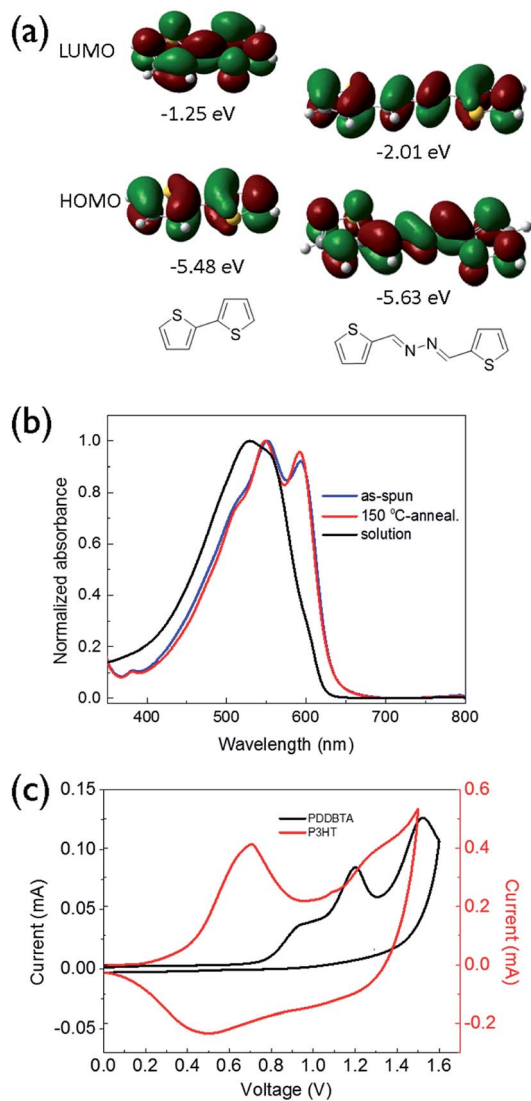 (a)
LUMO
-1.25 eV
-2.01 eV
HOMO
-5.48 eV
-5.63 eV
S
S
S
N
N
S
(b)
1.0
0.8
0.6
0.4
0.2
0.0
Normalized absorbance
as-spun
150 °C-anneal.
solution
400 500 600 700 800
Wavelength (nm)
(c)
0.15
0.10
0.05
0.00
-0.05
Current (mA)
PDDBTA
P3HT
0.6
0.4
0.2
0.0
-0.2
Current (mA)
0.0 0.2 0.4 0.6 0.8 1.0 1.2 1.4 1.6
Voltage (V)